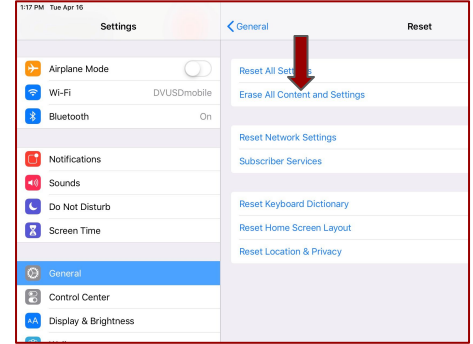 1:17 PM Tue Apr 16
Settings
Airplane Mode
Wi-Fi DVUSDmobile
Bluetooth On
Notifications
Sounds
Do Not Disturb
Screen Time
General
Control Center
AA Display & Brightness
General Reset
Reset All
Erase All Content and Settings
Reset Network Settings
Subscriber Services
Reset Keyboard Dictionary
Reset Home Screen Layout
Reset Location & Privacy